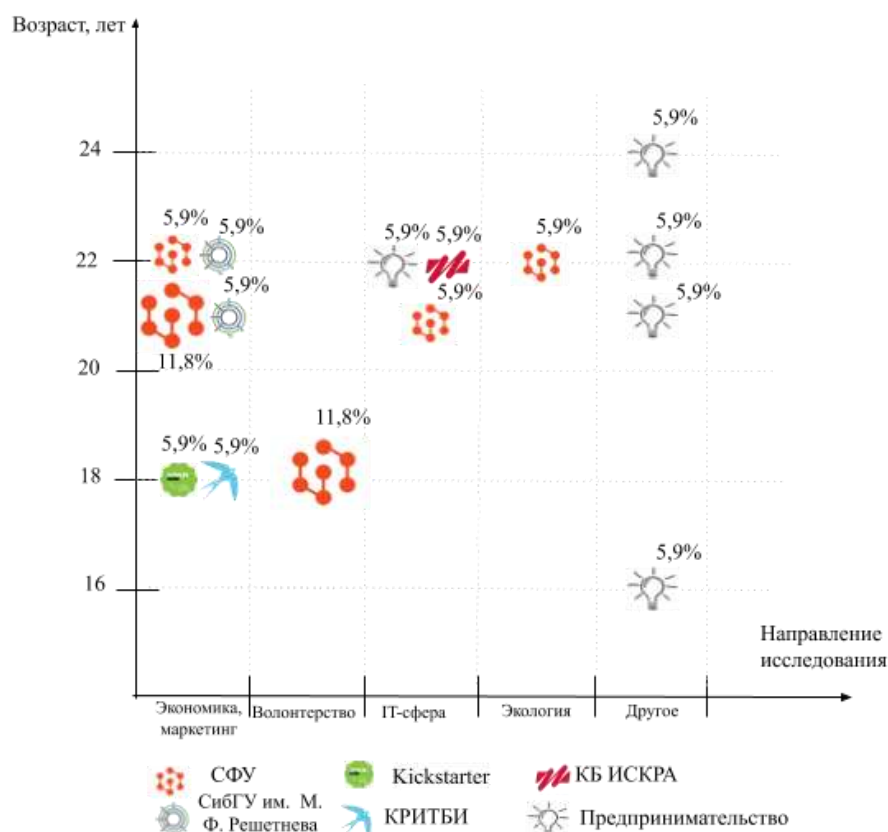 Возраст, лет
5,9%
24
5,9% 5,9% 5,9% 5,9% 5,9% 5,9%
22
5,9% 5,9% 5,9%
20
11,8%
11,8%
5,9% 5,9%
18
5,9%
16
Направление
исследования
Экономика,
маркетинг
Волонтерство
IT-сфера
Экология
Другое
СФУ
Kickstarter
КБ ИСКРА
СибГУ им. М.
Ф. Решетнева
КРИТБИ
Предпринимательство